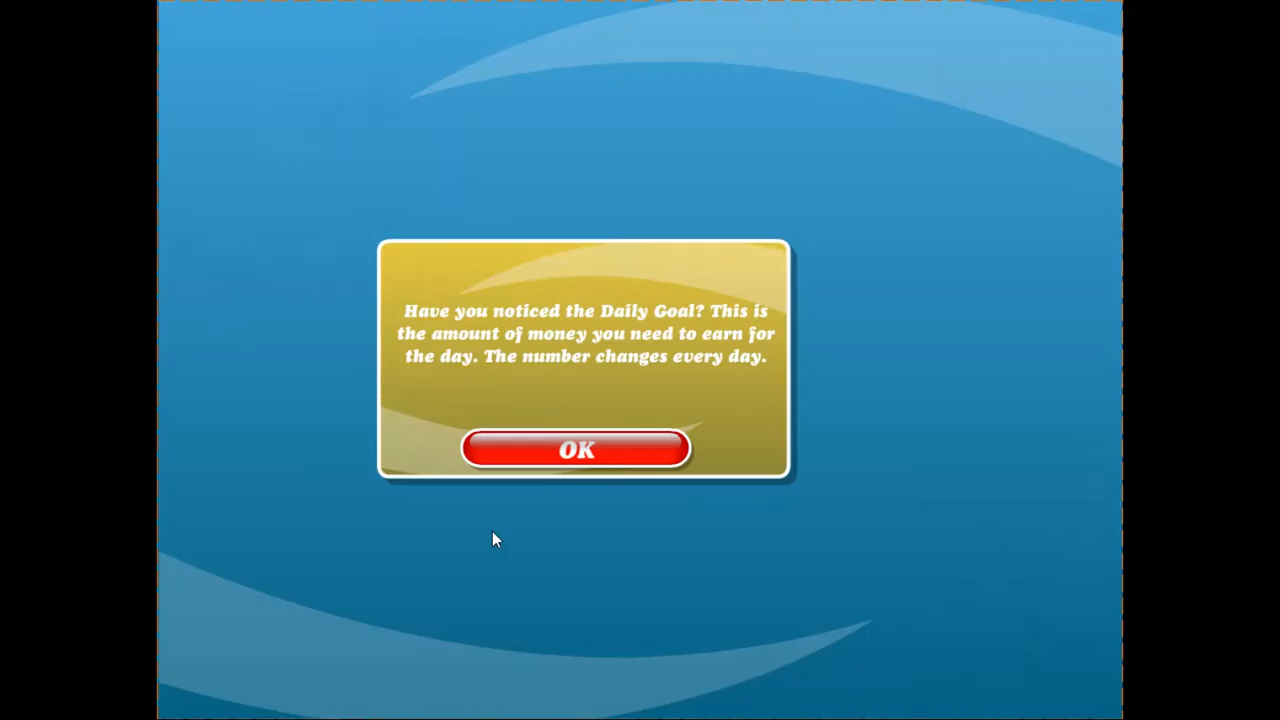 Have you noticed the Daily Goal? This is
the amount of money you need to earn for
the day. The number changes every day.
OK